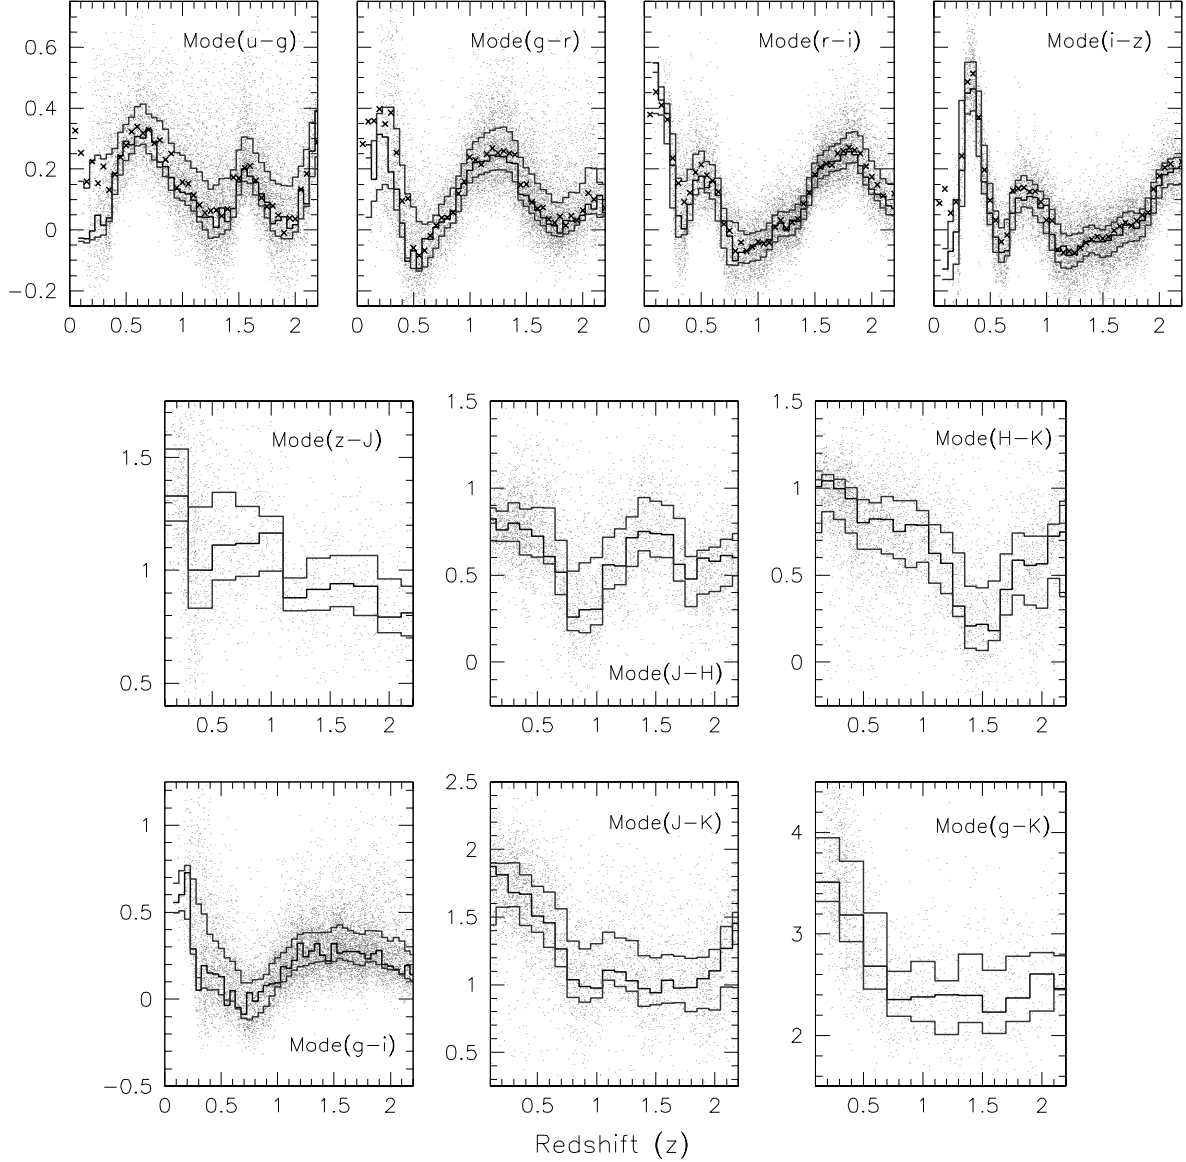 Mode(u−g) Mode(g−r) Mode(r−i) Mode(i−z)
0.6
0.4
0.2
0
−0.2
0 0.5 1 1.5 2 0 0.5 1 1.5 2 0 0.5 1 1.5 2 0 0.5 1 1.5 2
Mode(z−J)
1.5
1
0.5
0.5 1 1.5 2
1.5
1
0.5
0
Mode(J−H)
0.5 1 1.5 2
1.5
Mode(H−K)
1
0.5
0
0.5 1 1.5 2
1
0.5
0
Mode(g−i)
−0.5
0 0.5 1 1.5 2
2.5
Mode(J−K)
2
1.5
1
0.5
0.5 1 1.5 2
Mode(g−K)
4
3
2
0.5 1 1.5 2
Redshift (z)